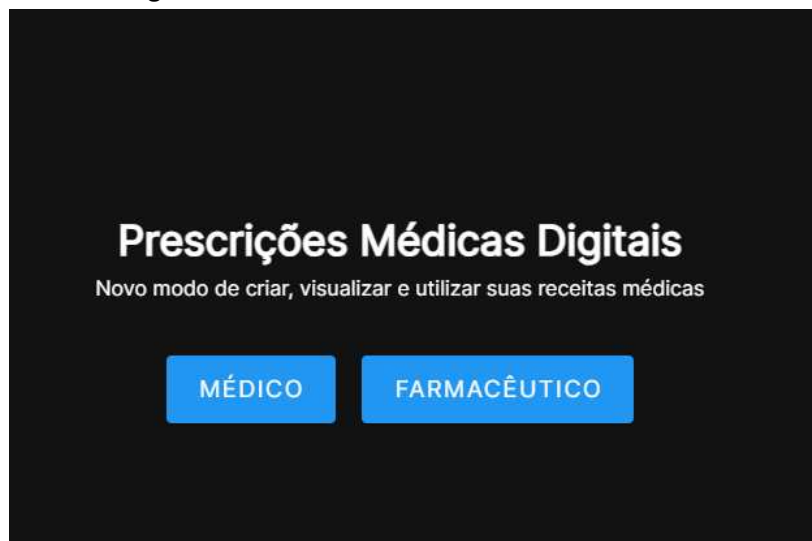 Prescrições Médicas Digitais
Novo modo de criar, visualizar e utilizar suas receitas médicas
MÉDICO
FARMACÊUTICO